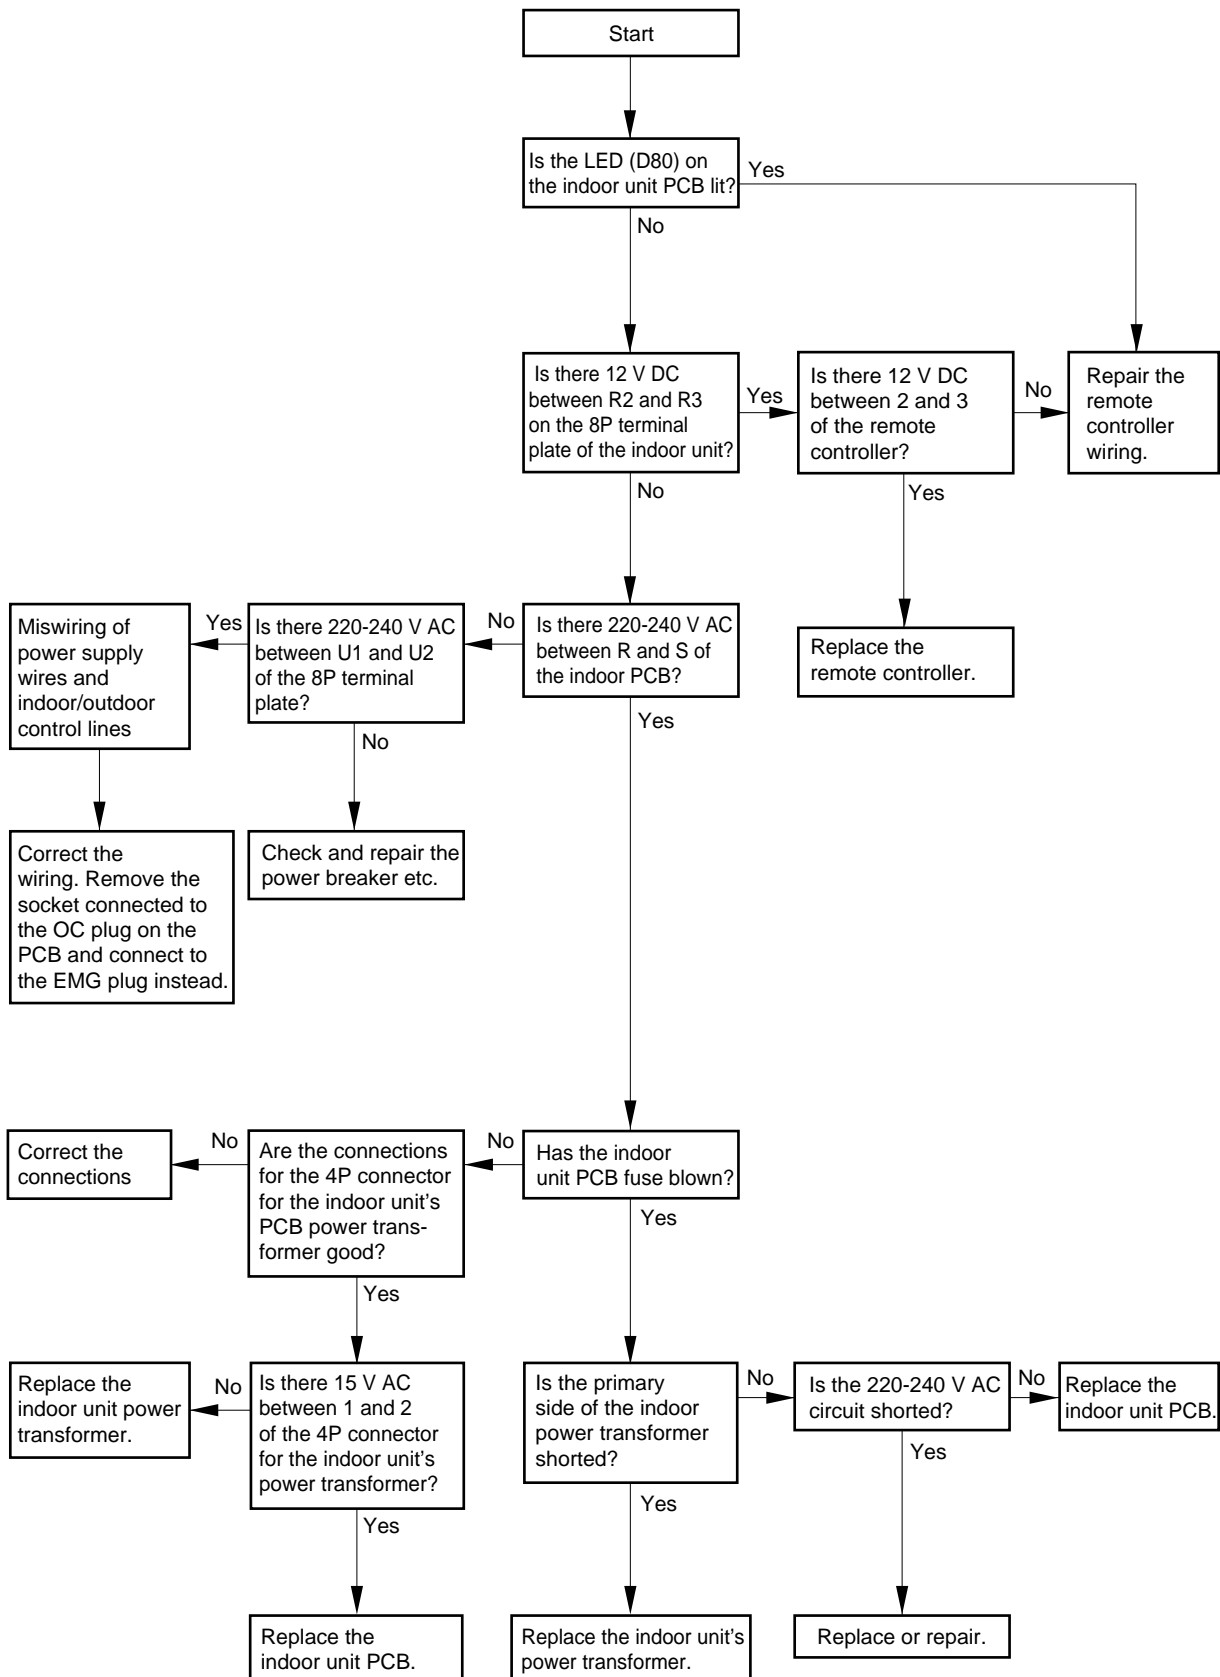 Start
Is the LED (D80) on
the indoor unit PCB lit?
Yes
No
Is there 12 V DC
between R2 and R3
on the 8P terminal
plate of the indoor unit?
Yes
No
Is there 12 V DC
between 2 and 3
of the remote
controller?
No
Yes
Repair the
remote
controller
wiring.
Replace the
remote controller.
Is there 220-240 V AC
between R and S of
the indoor PCB?
No
Yes
Is there 220-240 V AC
between U1 and U2
of the 8P terminal
plate?
Yes
No
Miswiring of
power supply
wires and
indoor/outdoor
control lines
Correct the
wiring. Remove the
socket connected to
the OC plug on the
PCB and connect to
the EMG plug instead.
Check and repair the
power breaker etc.
Has the indoor
unit PCB fuse blown?
No
Yes
Are the connections
for the 4P connector
for the indoor unit's
PCB power trans-
former good?
No
Yes
Correct the
connections
Is there 15 V AC
between 1 and 2
of the 4P connector
for the indoor unit's
power transformer?
No
Yes
Replace the
indoor unit power
transformer.
Replace the
indoor unit PCB.
Is the primary
side of the indoor
power transformer
shorted?
No
Yes
Replace the indoor unit's
power transformer.
Is the 220-240 V AC
circuit shorted?
No
Yes
Replace the
indoor unit PCB.
Replace or repair.